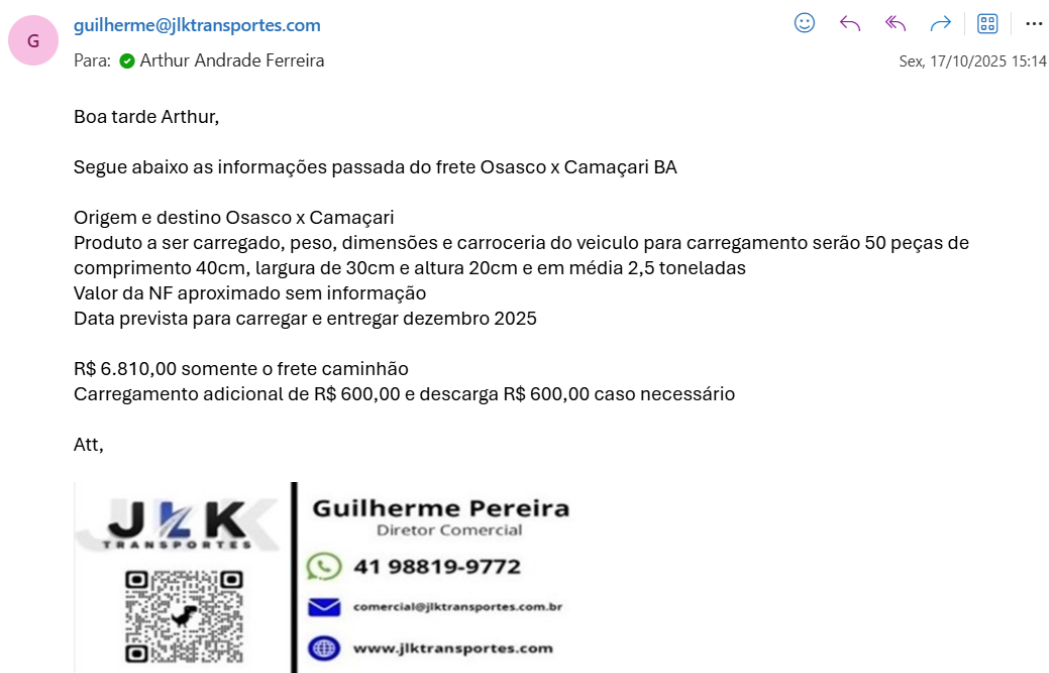 G
guilherme@jlktransportes.com
Para: Arthur Andrade Ferreira
Sex, 17/10/2025 15:14
Boa tarde Arthur,
Segue abaixo as informações passada do frete Osasco x Camaçari BA
Origem e destino Osasco x Camaçari
Produto a ser carregado, peso, dimensões e carroceria do veiculo para carregamento serão 50 peças de
comprimento 40cm, largura de 30cm e altura 20cm e em média 2,5 toneladas
Valor da NF aproximado sem informação
Data prevista para carregar e entregar dezembro 2025
R$ 6.810,00 somente o frete caminhão
Carregamento adicional de R$ 600,00 e descarga R$ 600,00 caso necessário
Att,
JLK
TRANSPORTES
Guilherme Pereira
Diretor Comercial
41 98819-9772
comercial@jlktransportes.com.br
www.jlktransportes.com